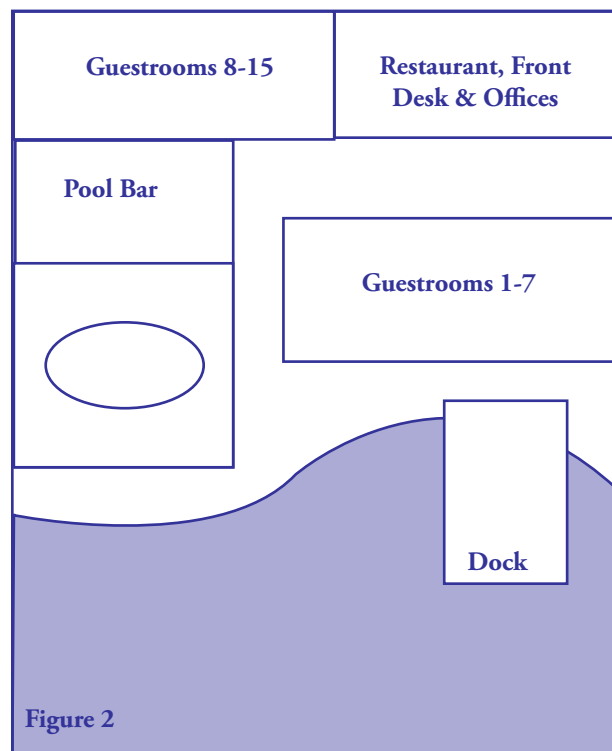 Guestrooms 8-15
Restaurant, Front
Desk & Offices
Pool Bar
Guestrooms 1-7
Dock
Figure 2